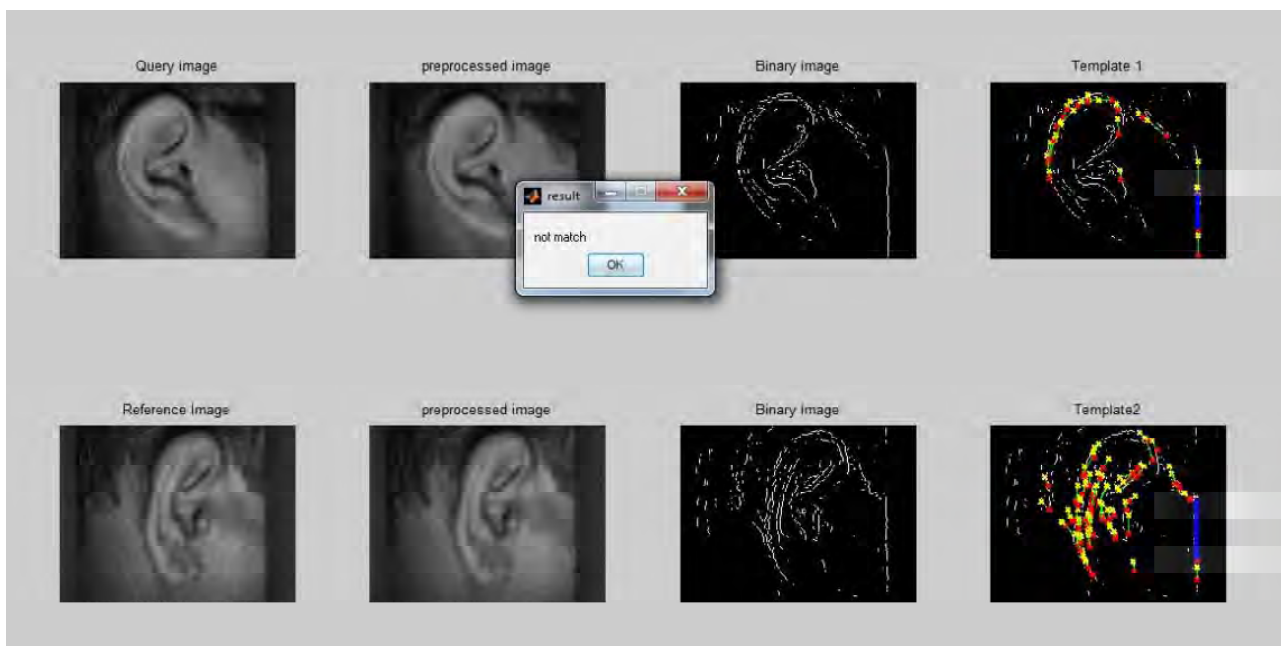 Query image
preprocessed image
Binary image
Template 1
result
not match
OK
Reference Image
preprocessed image
Binary image
Template2